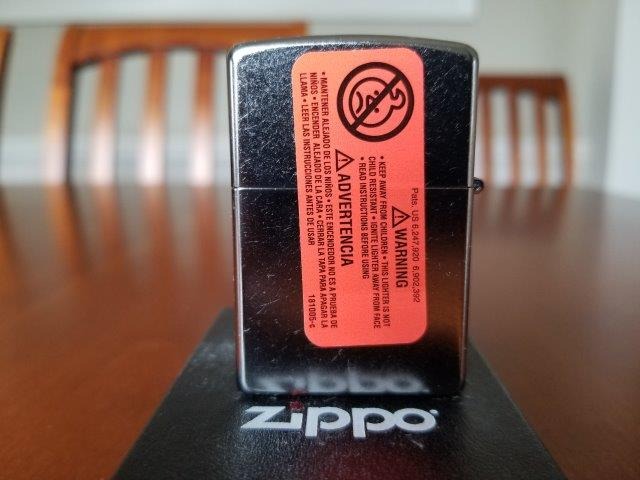 Pats. US 6,247,920 6,902,392
⚠WARNING
• KEEP AWAY FROM CHILDREN • THIS LIGHTER IS NOT
CHILD RESISTANT • IGNITE LIGHTER AWAY FROM FACE
• READ INSTRUCTIONS BEFORE USING
⚠ADVERTENCIA
• MANTENER ALEJADO DE LOS NIÑOS • ESTE ENCENDEDOR NO ES A PRUEBA DE
NIÑOS • ENCENDER ALEJADO DE LA CARA • CERRAR LA TAPA PARA APAGAR LA
LLAMA • LEER LAS INSTRUCCIONES ANTES DE USAR
181005-c
zippo